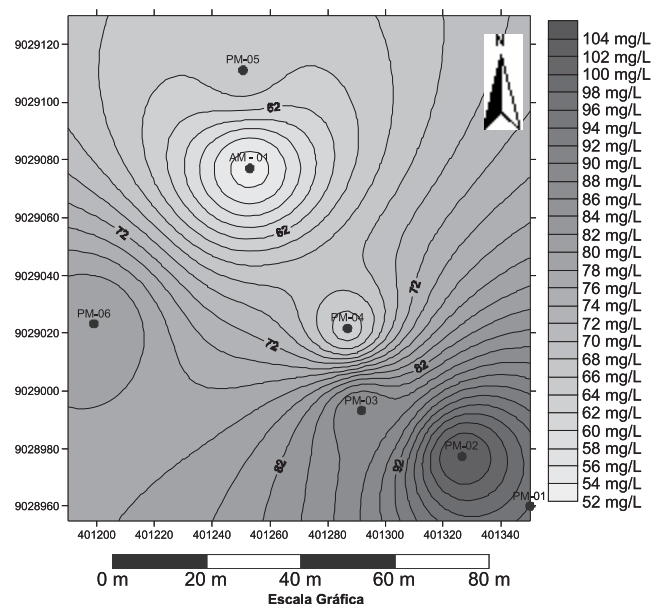 9029120
9029100
9029080
9029060
9029040
9029020
9029000
9028980
9028960
401200 401220 401240 401260 401280 401300 401320 401340
PM-05
62
AM - 01
62
72
72
PM-06
PM-04
72
82
PM-03
82
92
PM-02
PM-01
N
104 mg/L
102 mg/L
100 mg/L
98 mg/L
96 mg/L
94 mg/L
92 mg/L
90 mg/L
88 mg/L
86 mg/L
84 mg/L
82 mg/L
80 mg/L
78 mg/L
76 mg/L
74 mg/L
72 mg/L
70 mg/L
68 mg/L
66 mg/L
64 mg/L
62 mg/L
60 mg/L
58 mg/L
56 mg/L
54 mg/L
52 mg/L
0 m 20 m 40 m 60 m 80 m
Escala Gráfica